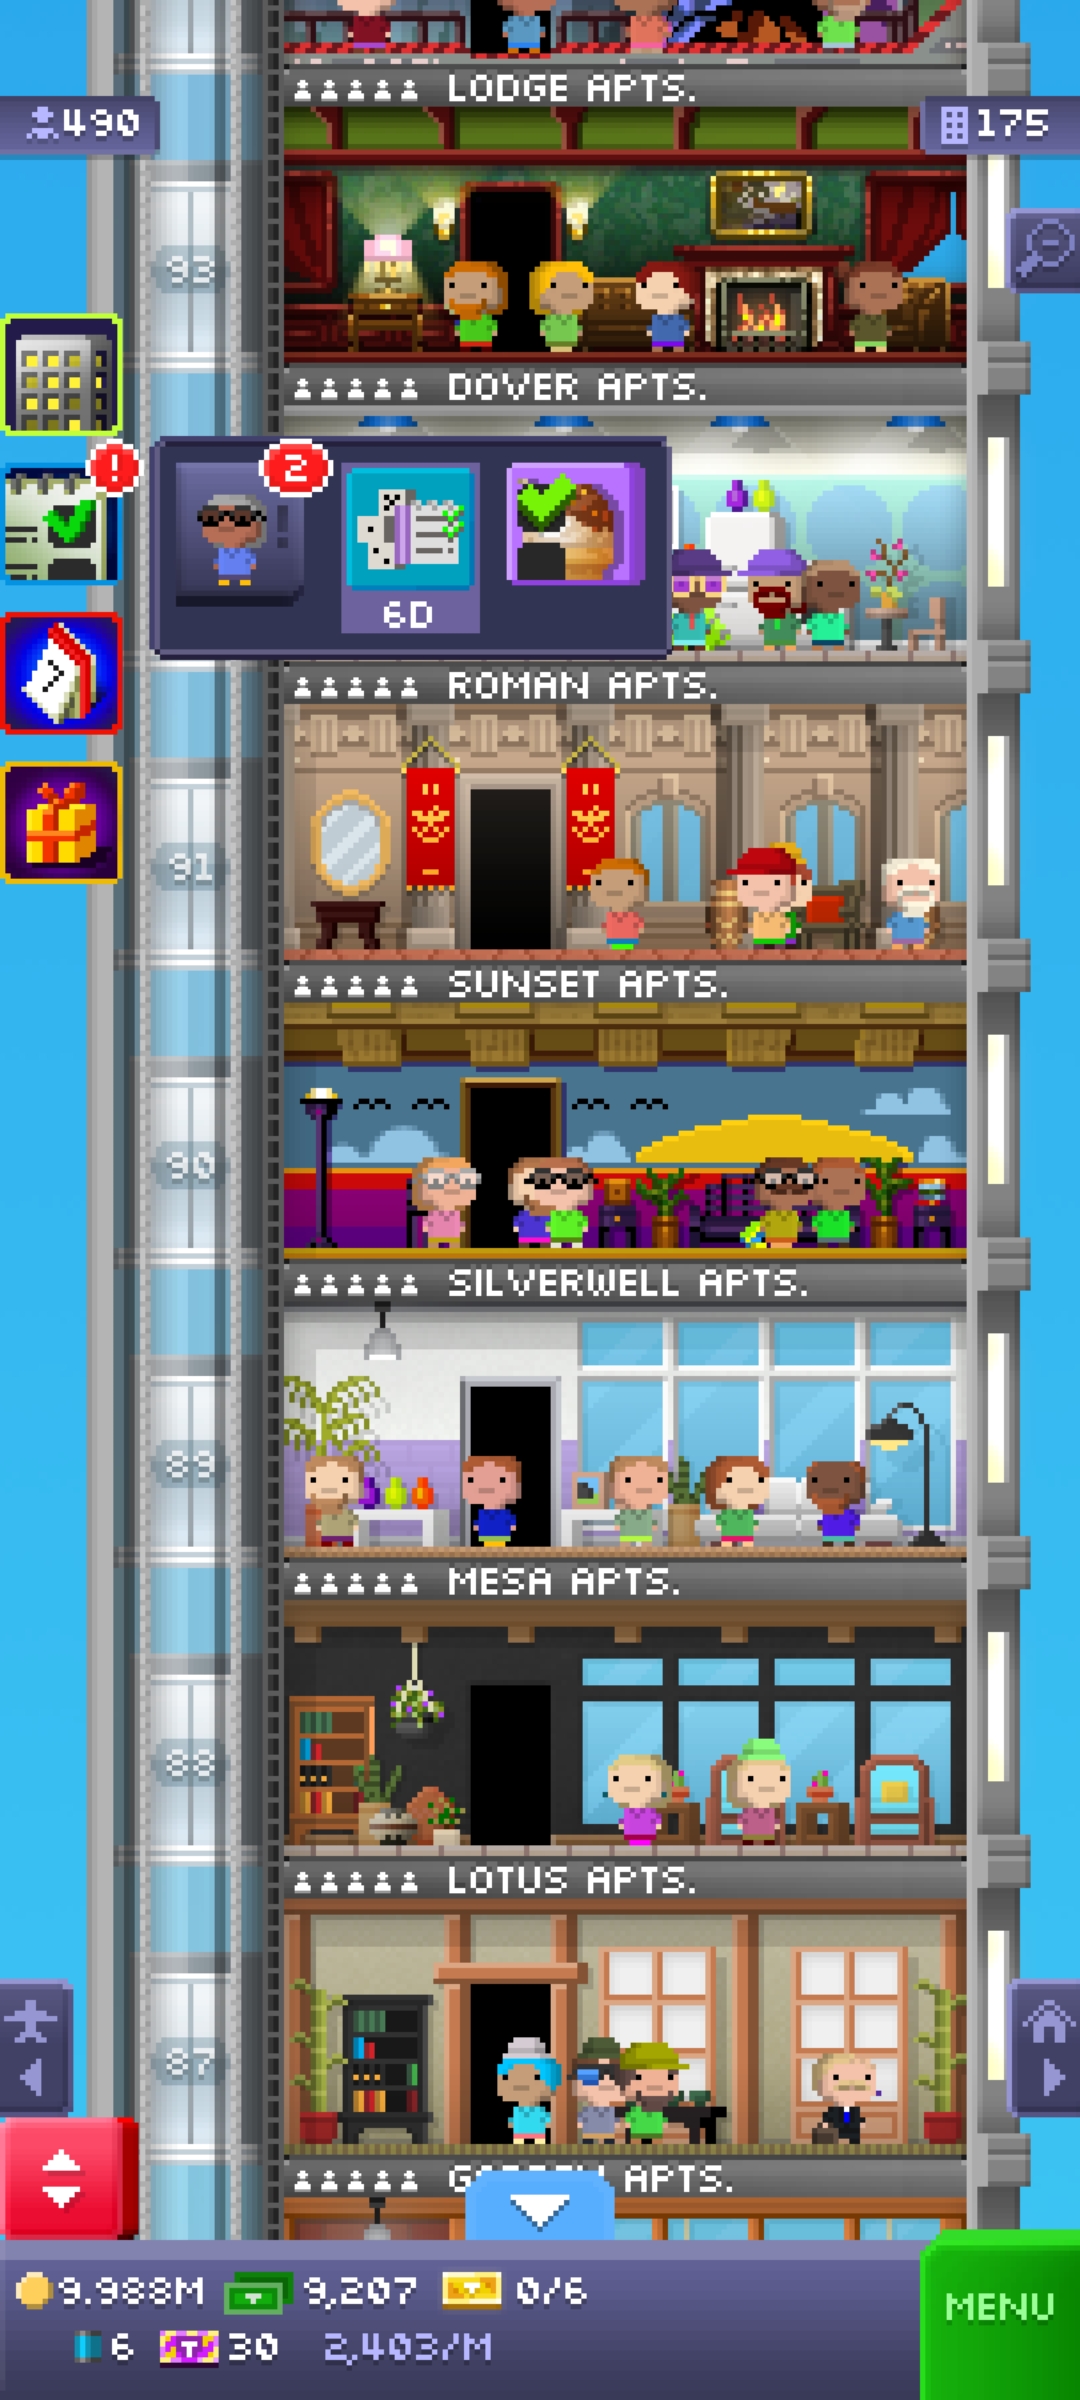 LODGE APTS.
490
175
93
DOVER APTS.
!
2
6D
ROMAN APTS.
7
91
SUNSET APTS.
90
SILVERWELL APTS.
89
MESA APTS.
88
LOTUS APTS.
87
APTS.
9.988M 9,207 0/6
6 T 30 2,403/M
MENU